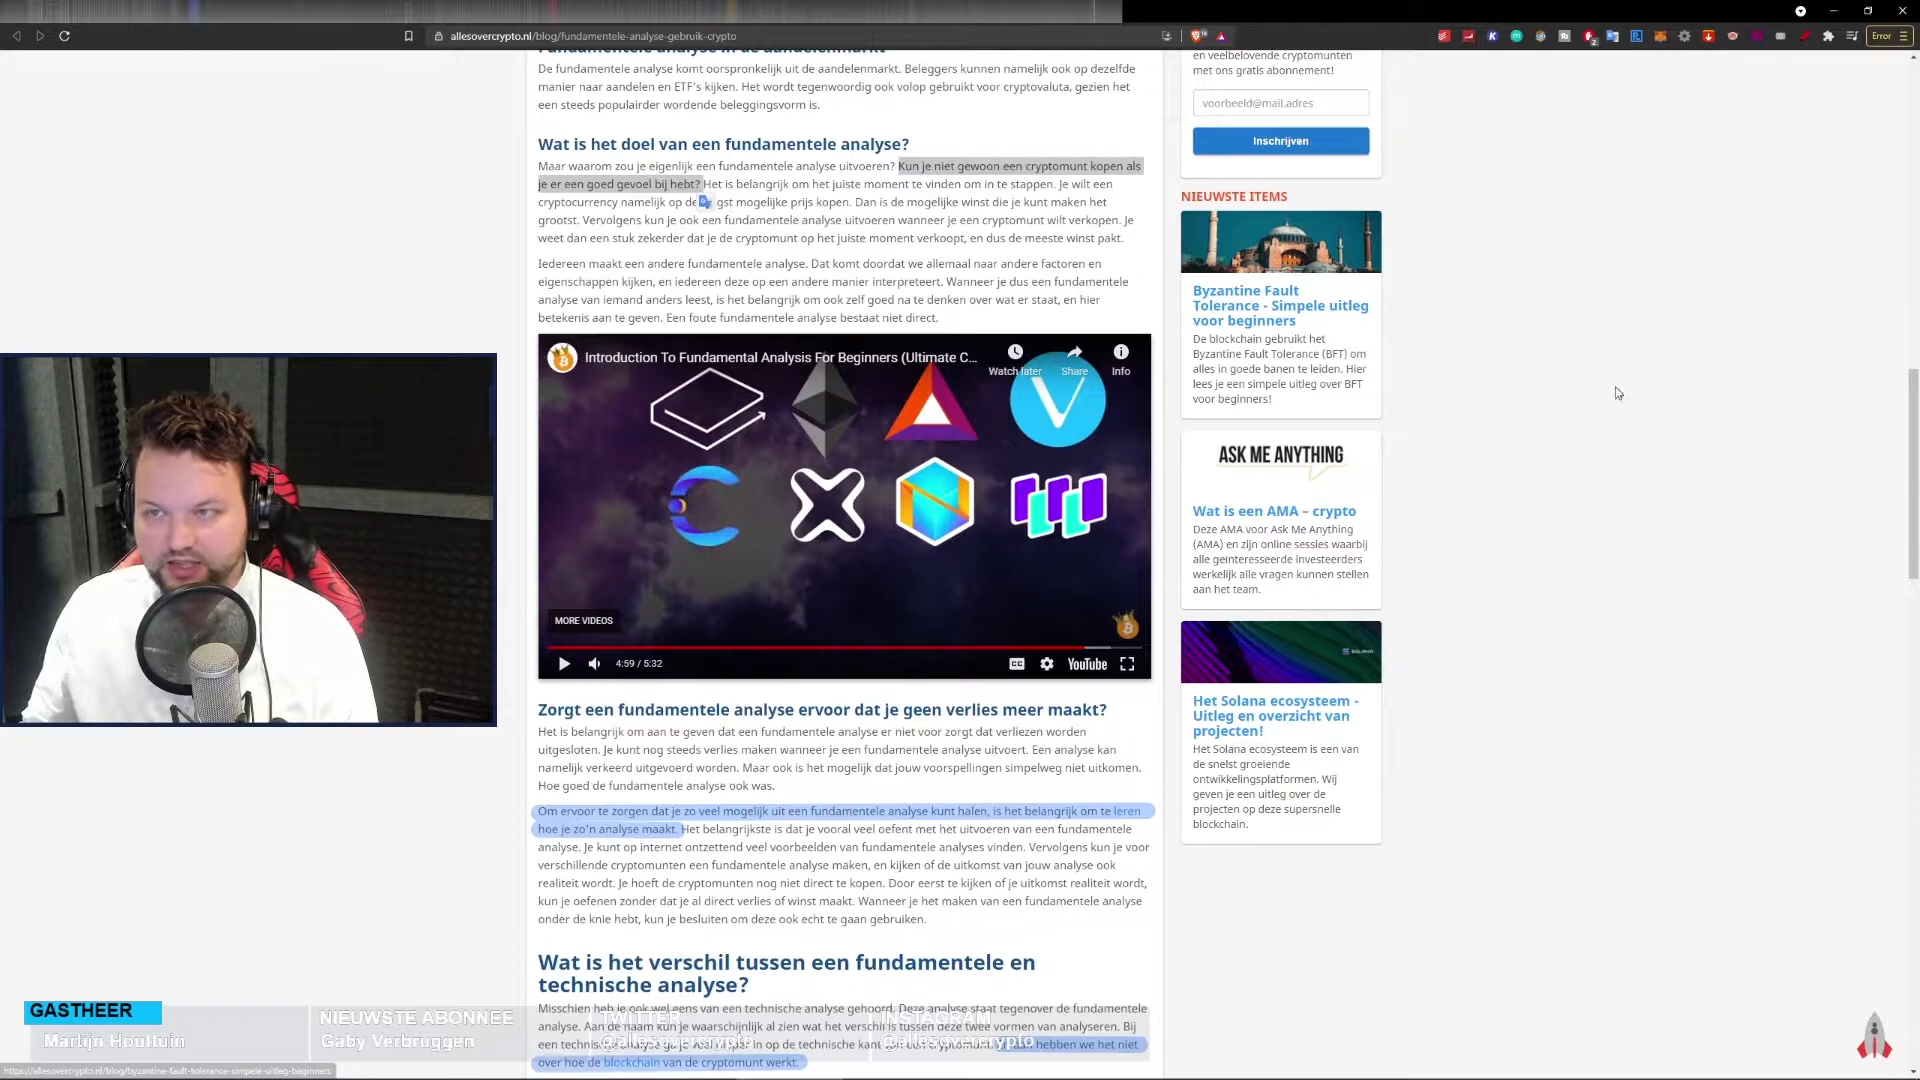 allesovercrypto.nl/blog/fundamentele-analyse-gebruik-crypto
Error
Fundamentele analyse in de aandelenmarkt
De fundamentele analyse komt oorspronkelijk uit de aandelenmarkt. Beleggers kunnen namelijk ook op dezelfde
manier naar aandelen en ETF's kijken. Het wordt tegenwoordig ook volop gebruikt voor cryptovaluta, gezien het
een steeds populairder wordende beleggingsvorm is.
Wat is het doel van een fundamentele analyse?
Maar waarom zou je eigenlijk een fundamentele analyse uitvoeren? Kun je niet gewoon een cryptomunt kopen als
je er een goed gevoel bij hebt? Het is belangrijk om het juiste moment te vinden om in te stappen. Je wilt een
cryptocurrency namelijk op de gst mogelijke prijs kopen. Dan is de mogelijke winst die je kunt maken het
grootst. Vervolgens kun je ook een fundamentele analyse uitvoeren wanneer je een cryptomunt wilt verkopen. Je
weet dan een stuk zekerder dat je de cryptomunt op het juiste moment verkoopt, en dus de meeste winst pakt.
Iedereen maakt een andere fundamentele analyse. Dat komt doordat we allemaal naar andere factoren en
eigenschappen kijken, en iedereen deze op een andere manier interpreteert. Wanneer je dus een fundamentele
analyse van iemand anders leest, is het belangrijk om ook zelf goed na te denken over wat er staat, en hier
betekenis aan te geven. Een foute fundamentele analyse bestaat niet direct.
Introduction To Fundamental Analysis For Beginners (Ultimate C...
Watch later
Share
Info
MORE VIDEOS
4:59 / 5:32
CC
YouTube
Zorgt een fundamentele analyse ervoor dat je geen verlies meer maakt?
Het is belangrijk om aan te geven dat een fundamentele analyse er niet voor zorgt dat verliezen worden
uitgesloten. Je kunt nog steeds verlies maken wanneer je een fundamentele analyse uitvoert. Een analyse kan
namelijk verkeerd uitgevoerd worden. Maar ook is het mogelijk dat jouw voorspellingen simpelweg niet uitkomen.
Hoe goed de fundamentele analyse ook was.
Om ervoor te zorgen dat je zo veel mogelijk uit een fundamentele analyse kunt halen, is het belangrijk om te leren
hoe je zo'n analyse maakt. Het belangrijkste is dat je vooral veel oefent met het uitvoeren van een fundamentele
analyse. Je kunt op internet ontzettend veel voorbeelden van fundamentele analyses vinden. Vervolgens kun je voor
verschillende cryptomunten een fundamentele analyse maken, en kijken of de uitkomst van jouw analyse ook
realiteit wordt. Je hoeft de cryptomunten nog niet direct te kopen. Door eerst te kijken of je uitkomst realiteit wordt,
kun je oefenen zonder dat je al direct verlies of winst maakt. Wanneer je het maken van een fundamentele analyse
onder de knie hebt, kun je besluiten om deze ook echt te gaan gebruiken.
Wat is het verschil tussen een fundamentele en
technische analyse?
Misschien heb je ook wel eens van een technische analyse gehoord. Deze analyse staat tegenover de fundamentele
analyse. Aan de naam kun je waarschijnlijk al zien wat het verschil is tussen deze twee vormen van analyseren. Bij
een technische analyse ga je veel dieper in op de technische kant van een cryptomunt. hebben we het niet
over hoe de blockchain van de cryptomunt werkt.
en veelbelovende cryptomunten
met ons gratis abonnement!
voorbeeld@mail.adres
Inschrijven
NIEUWSTE ITEMS
Byzantine Fault
Tolerance - Simpele uitleg
voor beginners
De blockchain gebruikt het
Byzantine Fault Tolerance (BFT) om
alles in goede banen te leiden. Hier
lees je een simpele uitleg over BFT
voor beginners!
ASK ME ANYTHING
Wat is een AMA – crypto
Deze AMA voor Ask Me Anything
(AMA) en zijn online sessies waarbij
alle geïnteresseerde investeerders
werkelijk alle vragen kunnen stellen
aan het team.
SOLANA
Het Solana ecosysteem -
Uitleg en overzicht van
projecten!
Het Solana ecosysteem is een van
de snelst groeiende
ontwikkelingsplatformen. Wij
geven je een uitleg over de
projecten op deze supersnelle
blockchain.
GASTHEER
Martijn Houttuin
NIEUWSTE ABONNEE
Gaby Verbruggen
TWITTER
@allesovercrypto
INSTAGRAM
@allesovercrypto
https://allesovercrypto.nl/blog/byzantine-fault-tolerance-simpele-uitleg-beginners